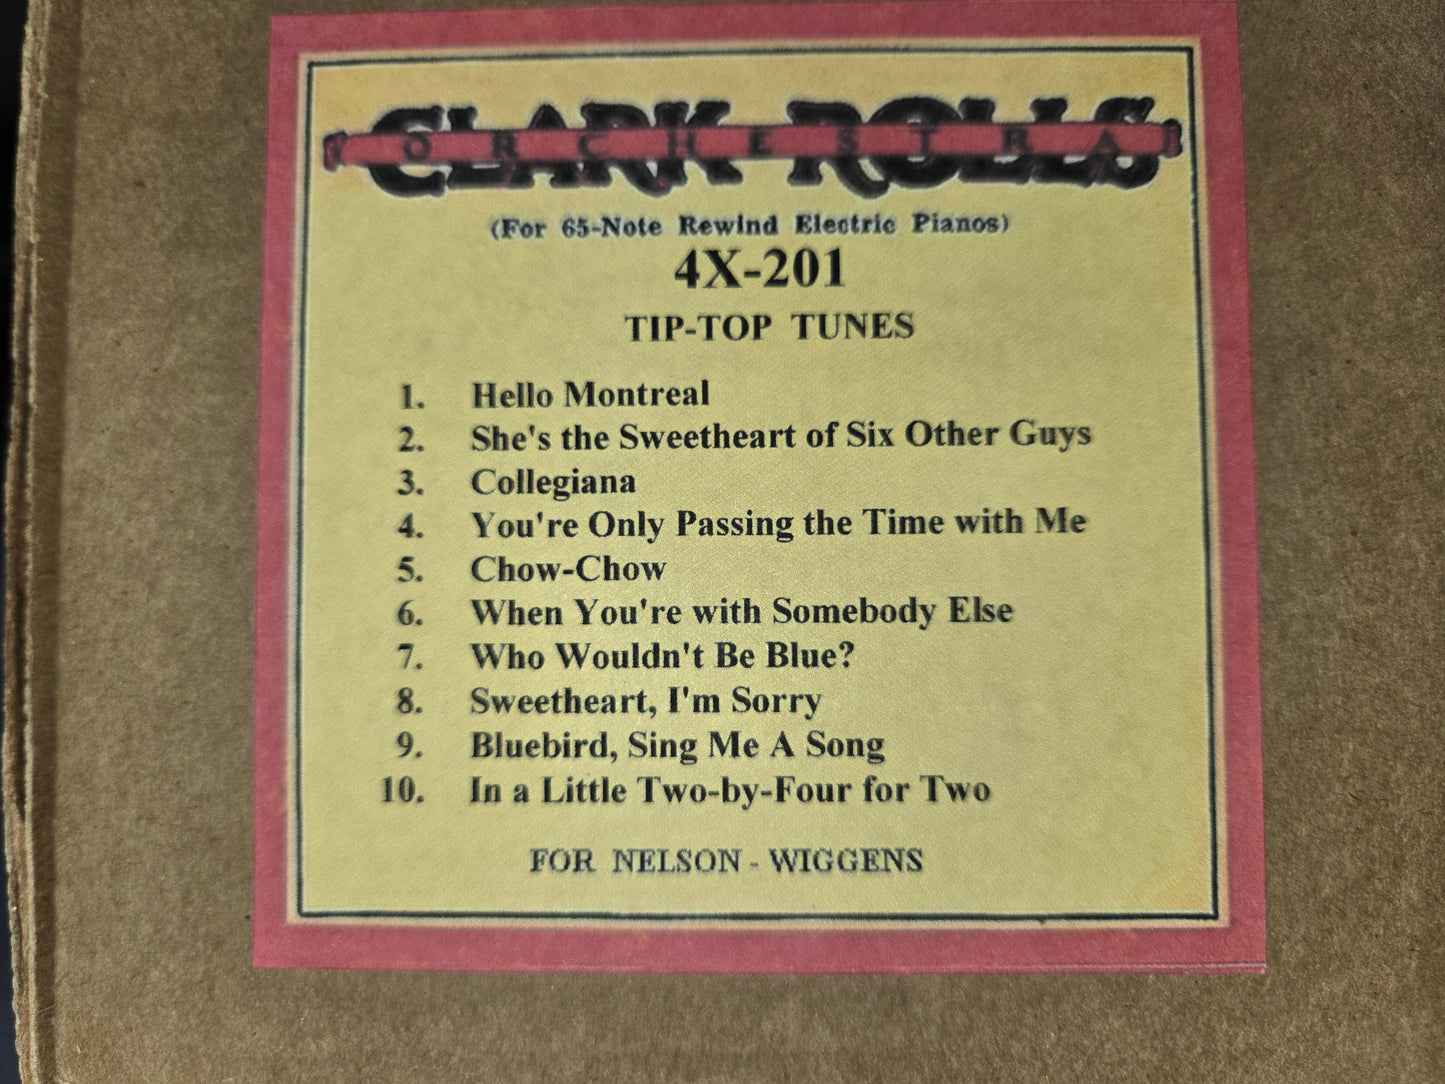 CLARK ROLLS
ORCHESTRA
(For 65-Note Rewind Electric Pianos)
4X-201
TIP-TOP TUNES
1. Hello Montreal
2. She's the Sweetheart of Six Other Guys
3. Collegiana
4. You're Only Passing the Time with Me
5. Chow-Chow
6. When You're with Somebody Else
7. Who Wouldn't Be Blue?
8. Sweetheart, I'm Sorry
9. Bluebird, Sing Me A Song
10. In a Little Two-by-Four for Two
FOR NELSON - WIGGENS